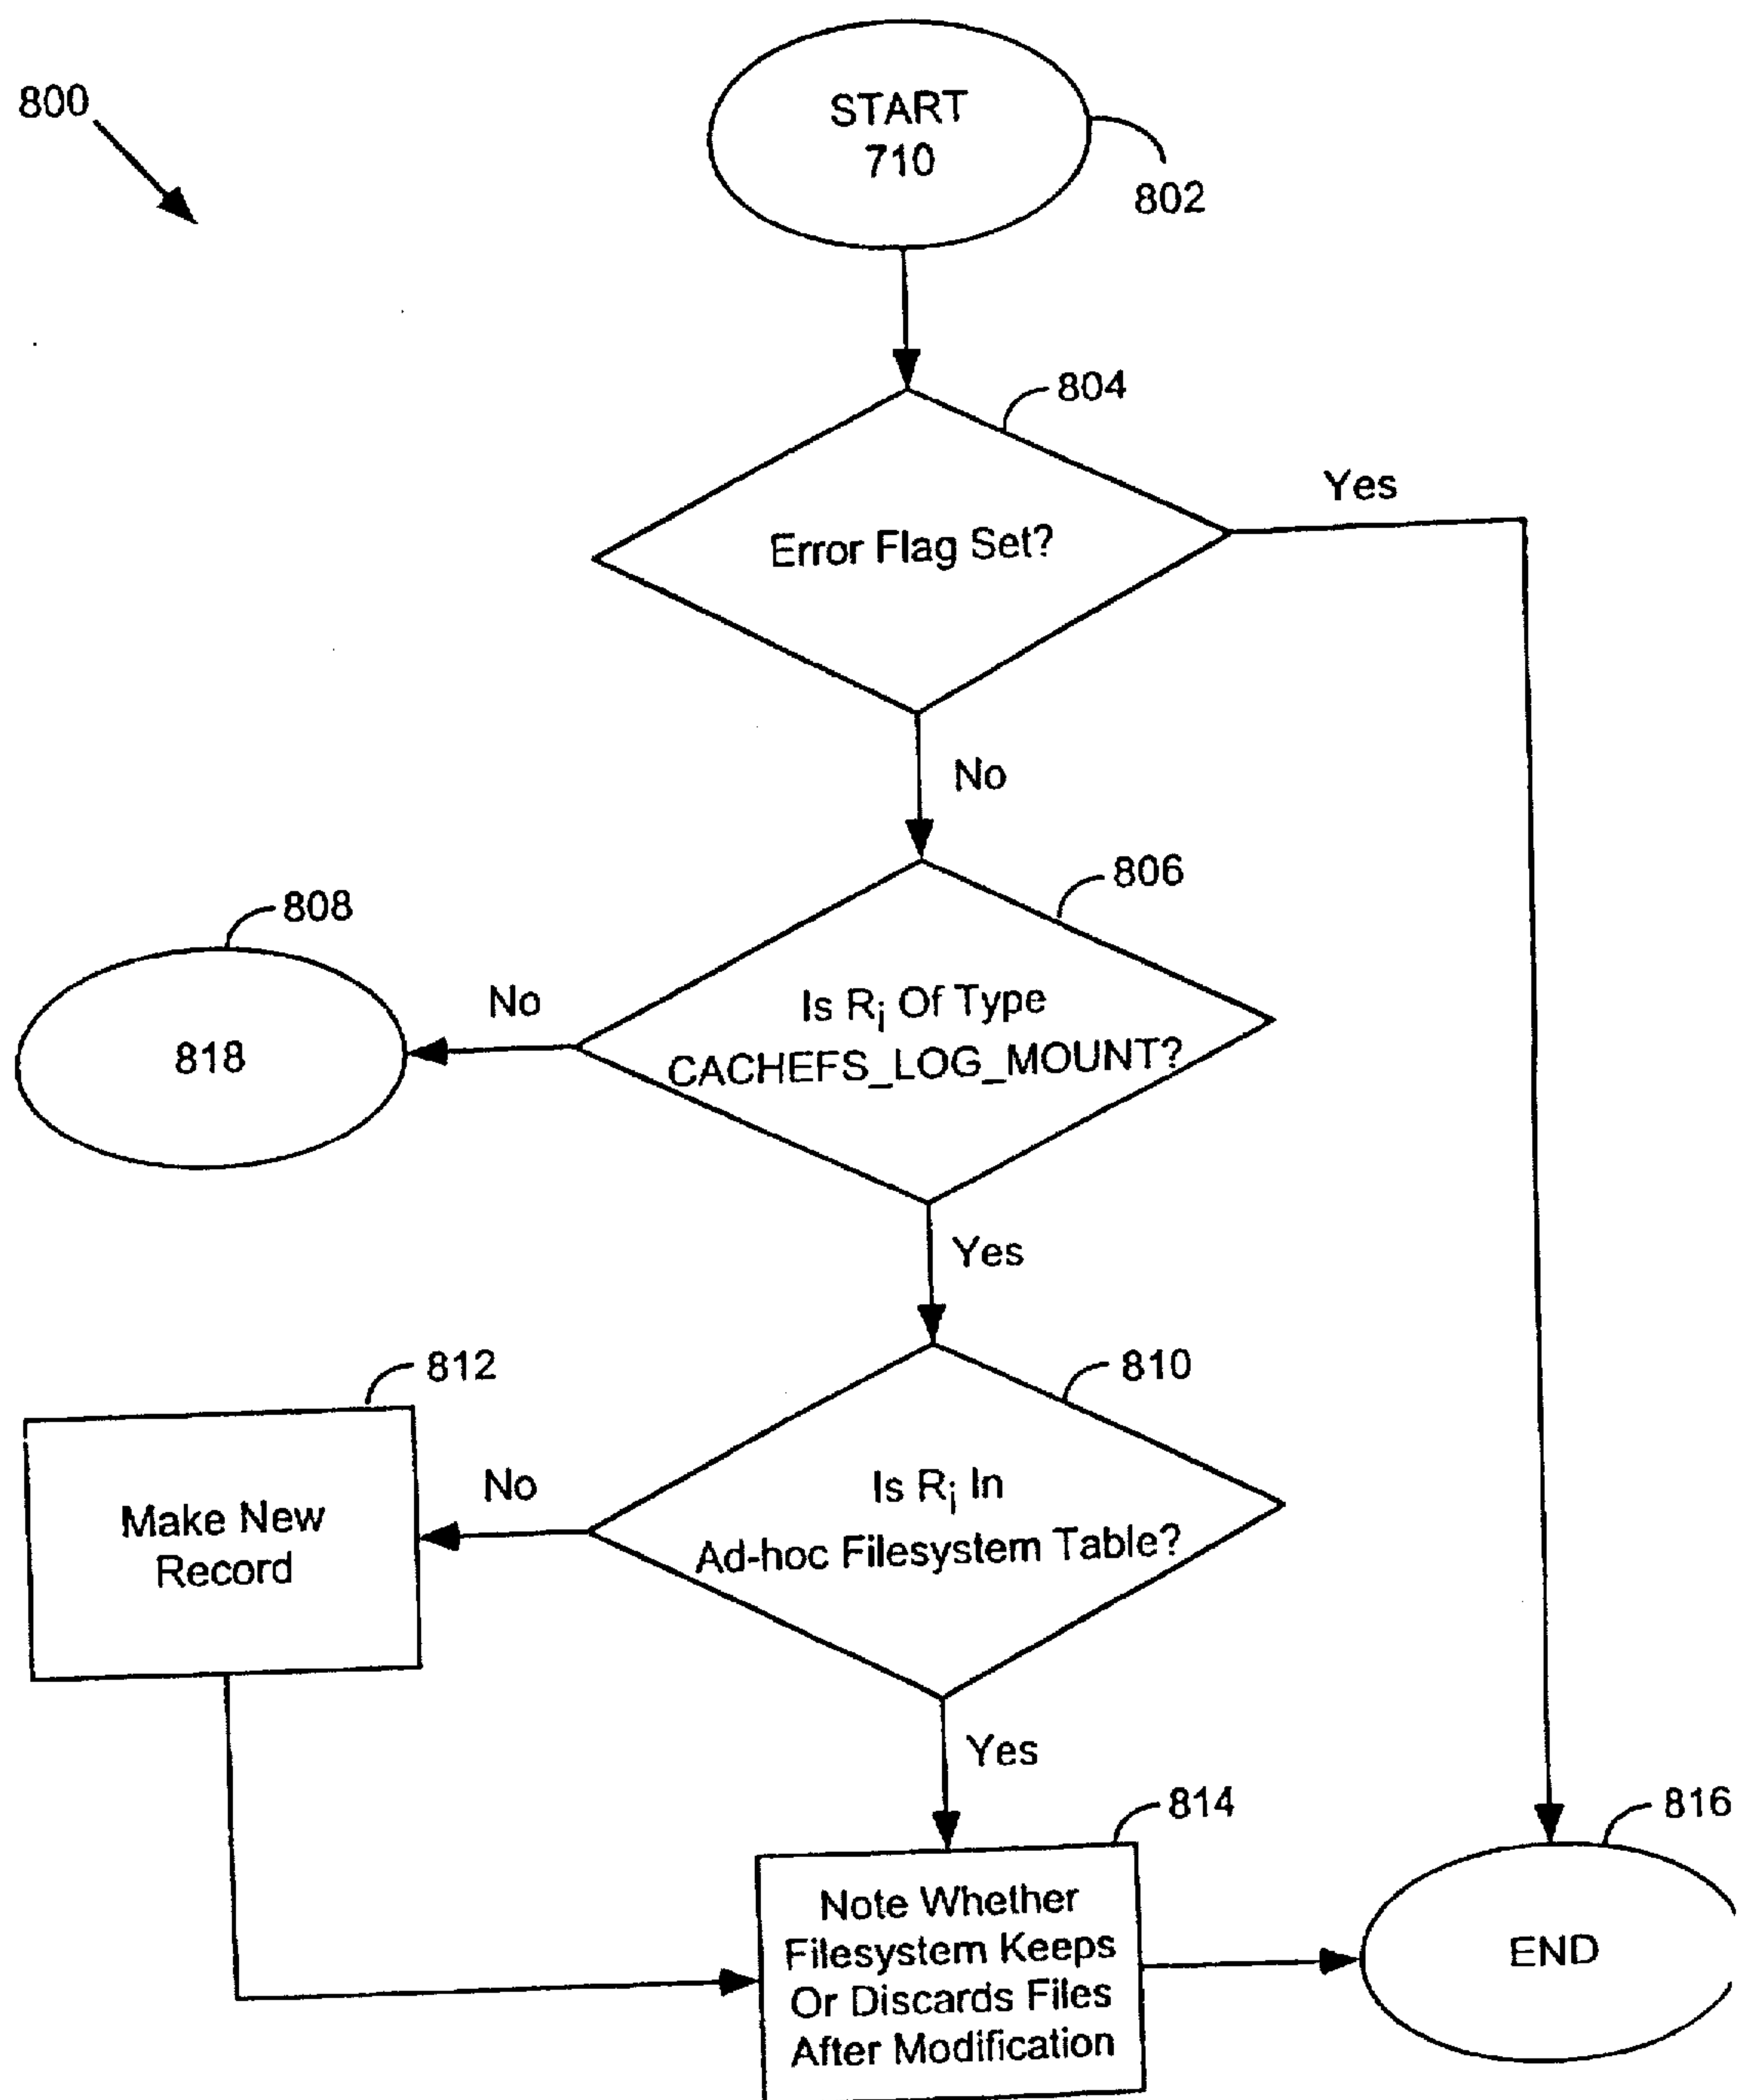 800
START
710
802
804
Yes
Error Flag Set?
No
806
808
No
Is Rj Of Type
818
CACHEFS_LOG_MOUNT?
Yes
812
810
No
Is Rj In
Make New
Ad-hoc Filesystem Table?
Record
Yes
814
816
Note Whether
Filesystem Keeps
END
Or Discards Files
After Modification